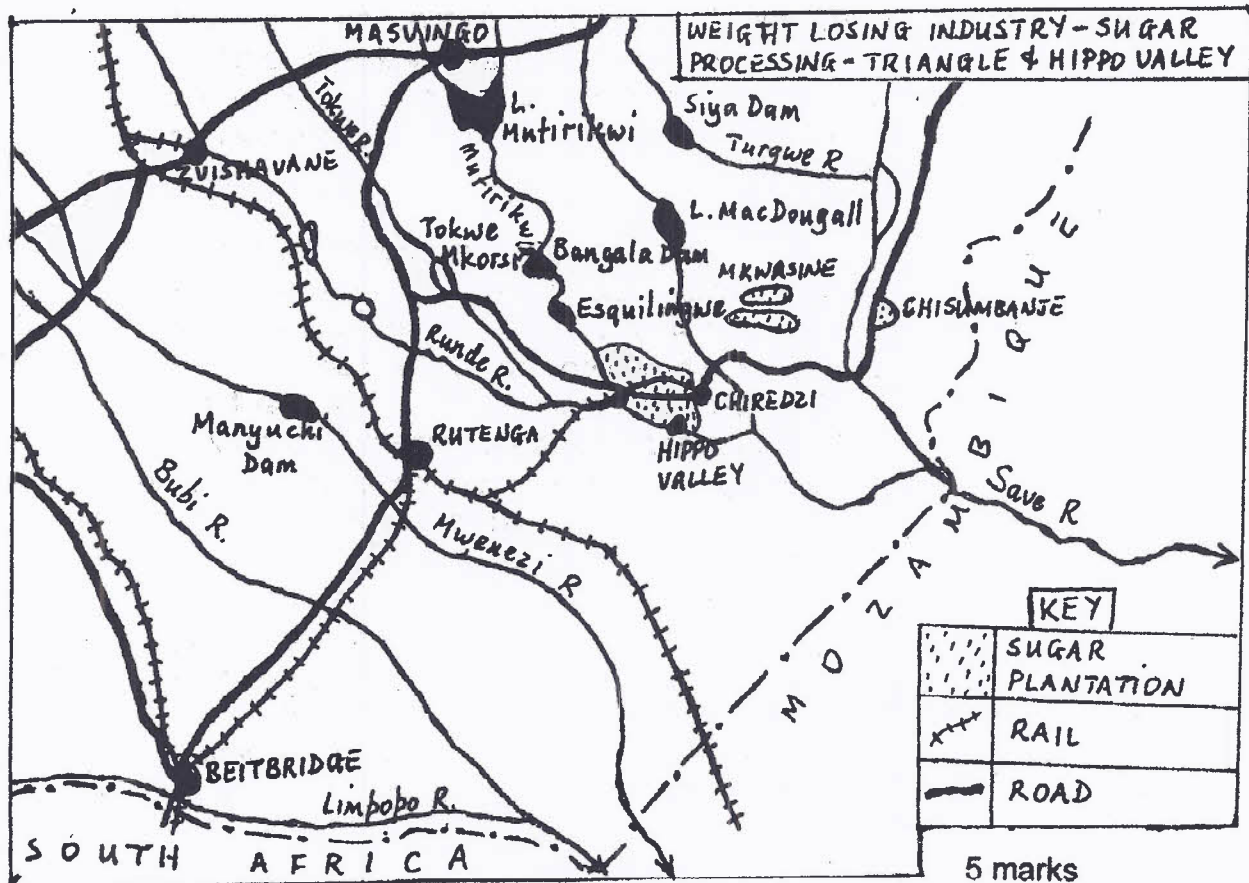 WEIGHT LOSING INDUSTRY - SUGAR
PROCESSING - TRIANGLE & HIPPO VALLEY
MASVINGO
Tokwe R.
L.
Mutirikwi
Siya Dam
Turgwe R
ZVISHAVANE
Mutirikwi
L. MacDougall
Tokwe
Mkorsi
Bangala Dam
MKWASINE
Esquilingwe
CHISUMBANJE
Runde R.
CHIREDZI
Manyuchi
Dam
RUTENGA
HIPPO
VALLEY
Bubi R.
Mwenezi R
Save R
MOZAMBIQUE
BEITBRIDGE
Limpopo R.
SOUTH AFRICA
KEY
SUGAR
PLANTATION
RAIL
ROAD
5 marks